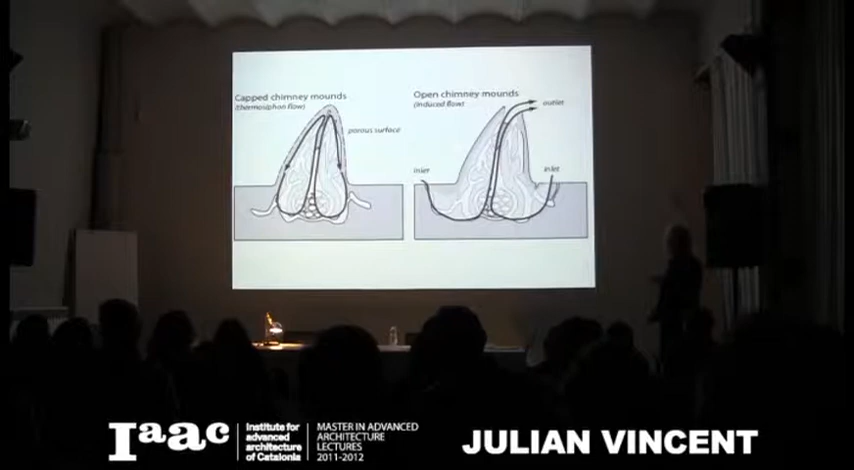 Capped chimney mounds
(thermosiphon flow)
porous surface
Open chimney mounds
(induced flow)
outlet
inlet
inlet
Iaac
Institute for
advanced
architecture
of Catalonia
MASTER IN ADVANCED
ARCHITECTURE
LECTURES
2011-2012
JULIAN VINCENT